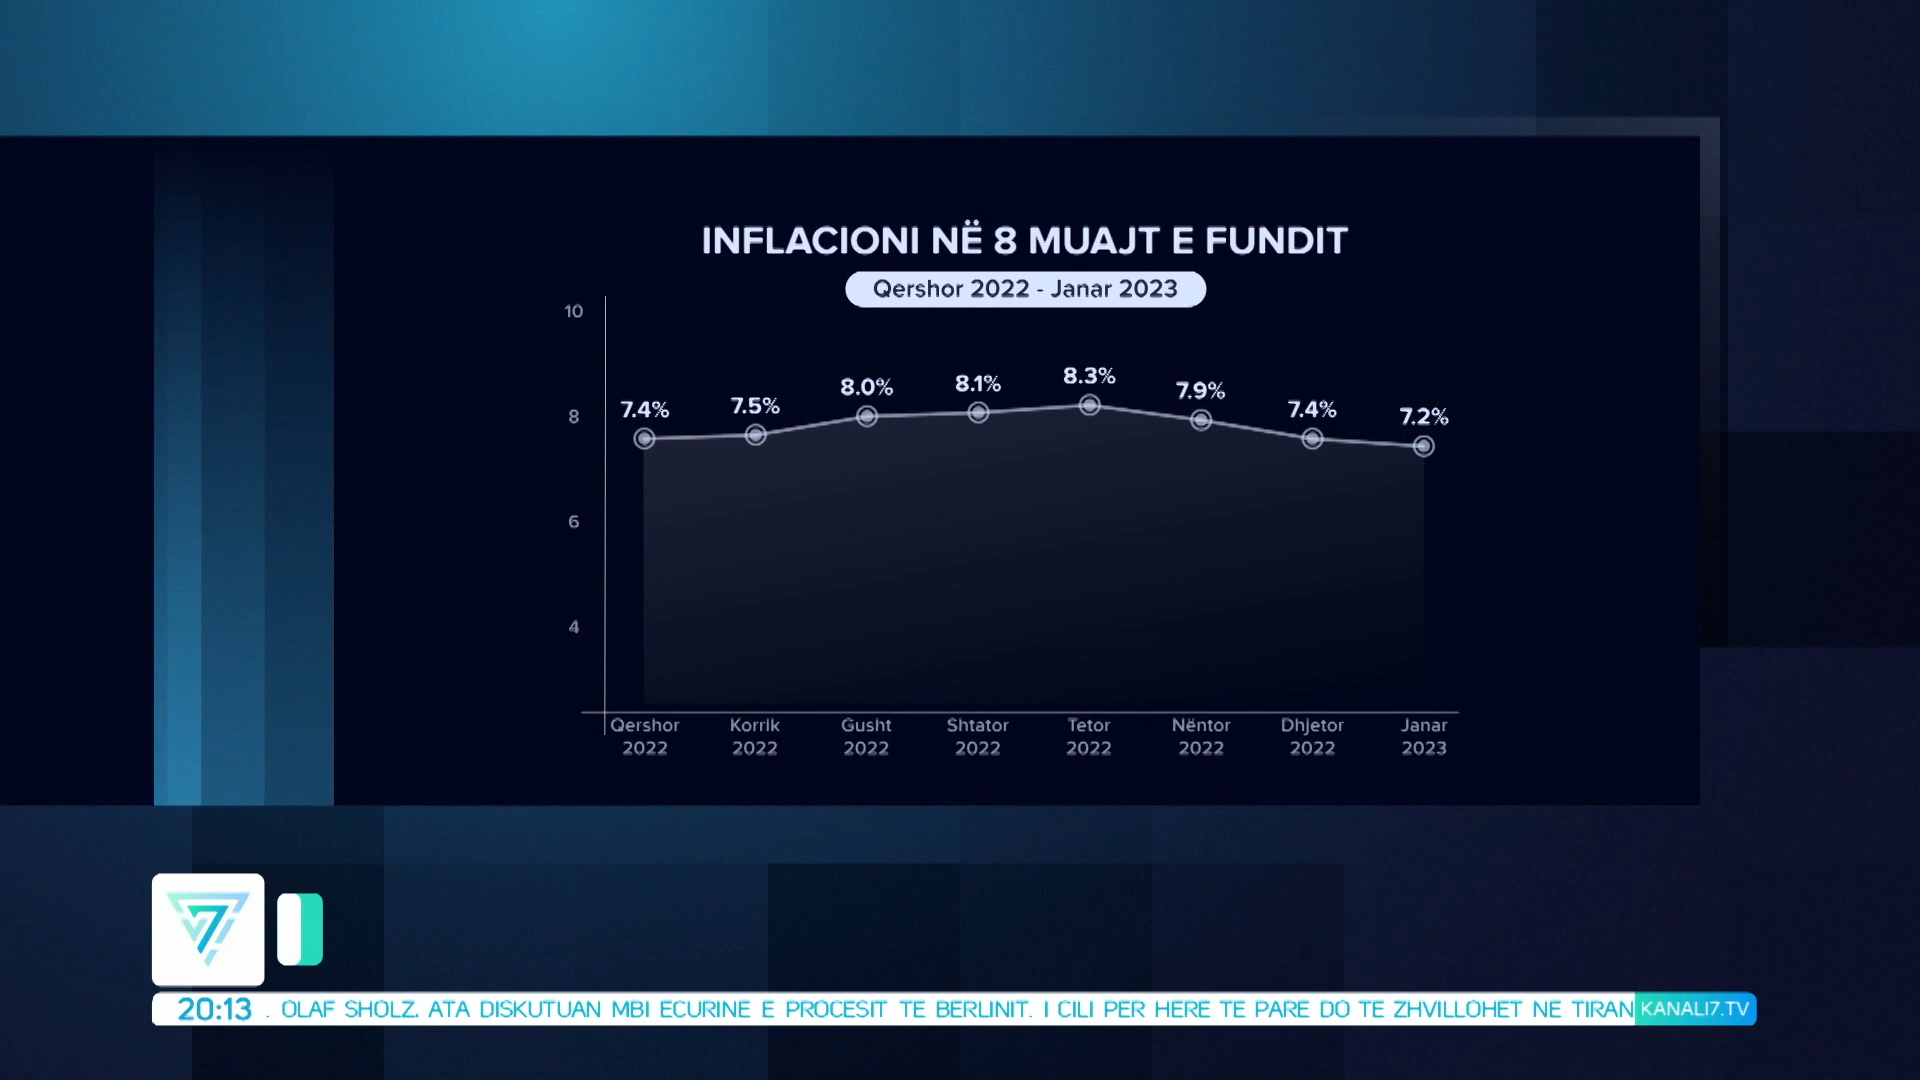 INFLACIONI NË 8 MUAJT E FUNDIT
Qershor 2022 - Janar 2023
10
8
6
4
7.4%
7.5%
8.0%
8.1%
8.3%
7.9%
7.4%
7.2%
Qershor 2022
Korrik 2022
Gusht 2022
Shtator 2022
Tetor 2022
Nëntor 2022
Dhjetor 2022
Janar 2023
7
20:13 . OLAF SHOLZ. ATA DISKUTUAN MBI ECURINE E PROCESIT TE BERLINIT. I CILI PER HERE TE PARE DO TE ZHVILLOHET NE TIRAN KANALI7.TV